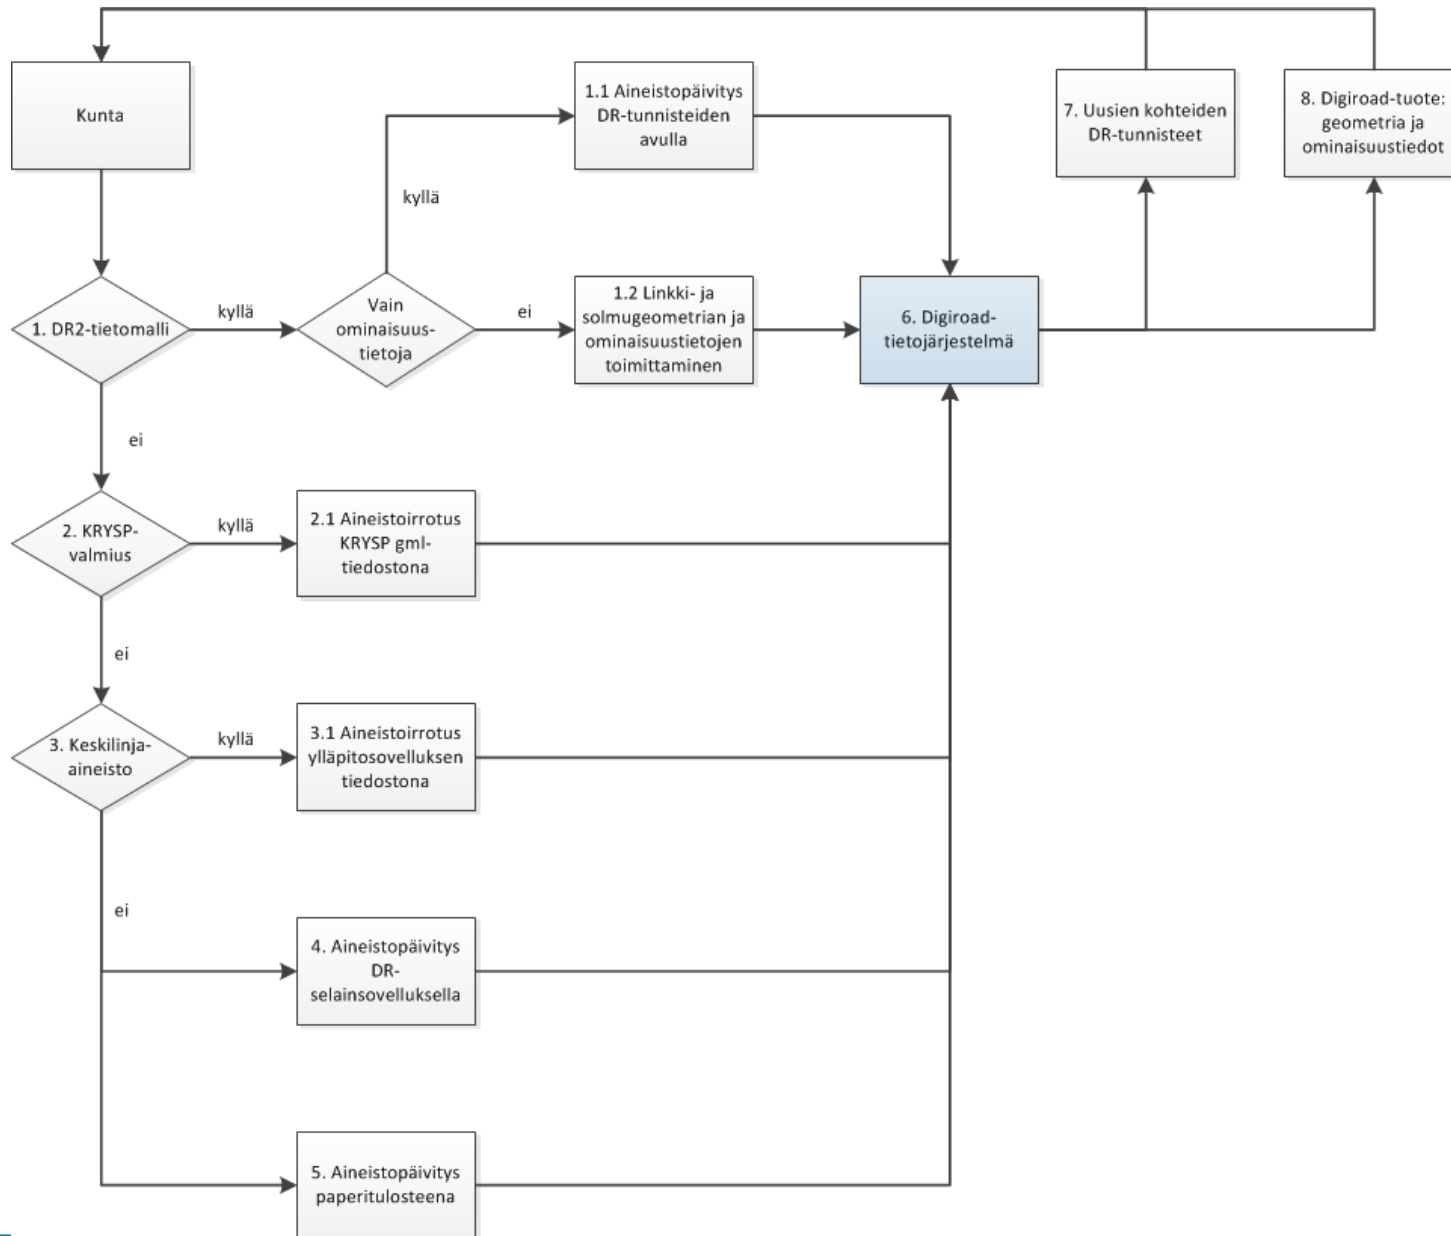 Kunta
1.1 Aineistopäivitys
DR-tunnisteiden
avulla
7. Uusien kohteiden
DR-tunnisteet
8. Digiroad-tuote:
geometria ja
ominaisuustiedot
kyllä
1. DR2-tietomalli
kyllä
Vain
ominaisuus-
tietoja
ei
1.2 Linkki- ja
solmugeometrian ja
ominaisuustietojen
toimittaminen
6. Digiroad-
tietojärjestelmä
ei
2. KRYSP-
valmius
kyllä
2.1 Aineistoirrotus
KRYSP gml-
tiedostona
ei
3. Keskilinja-
aineisto
kyllä
3.1 Aineistoirrotus
ylläpitosovelluksen
tiedostona
ei
4. Aineistopäivitys
DR-
selainsovelluksella
5. Aineistopäivitys
paperitulosteena